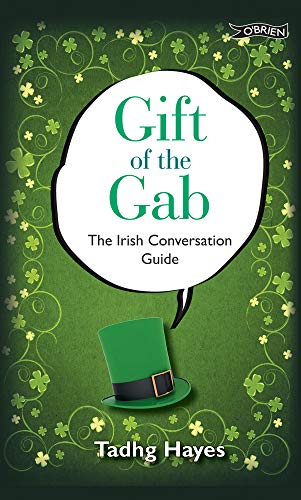 O'BRIEN
Gift
of the
Gab
The Irish Conversation
Guide
Tadhg Hayes